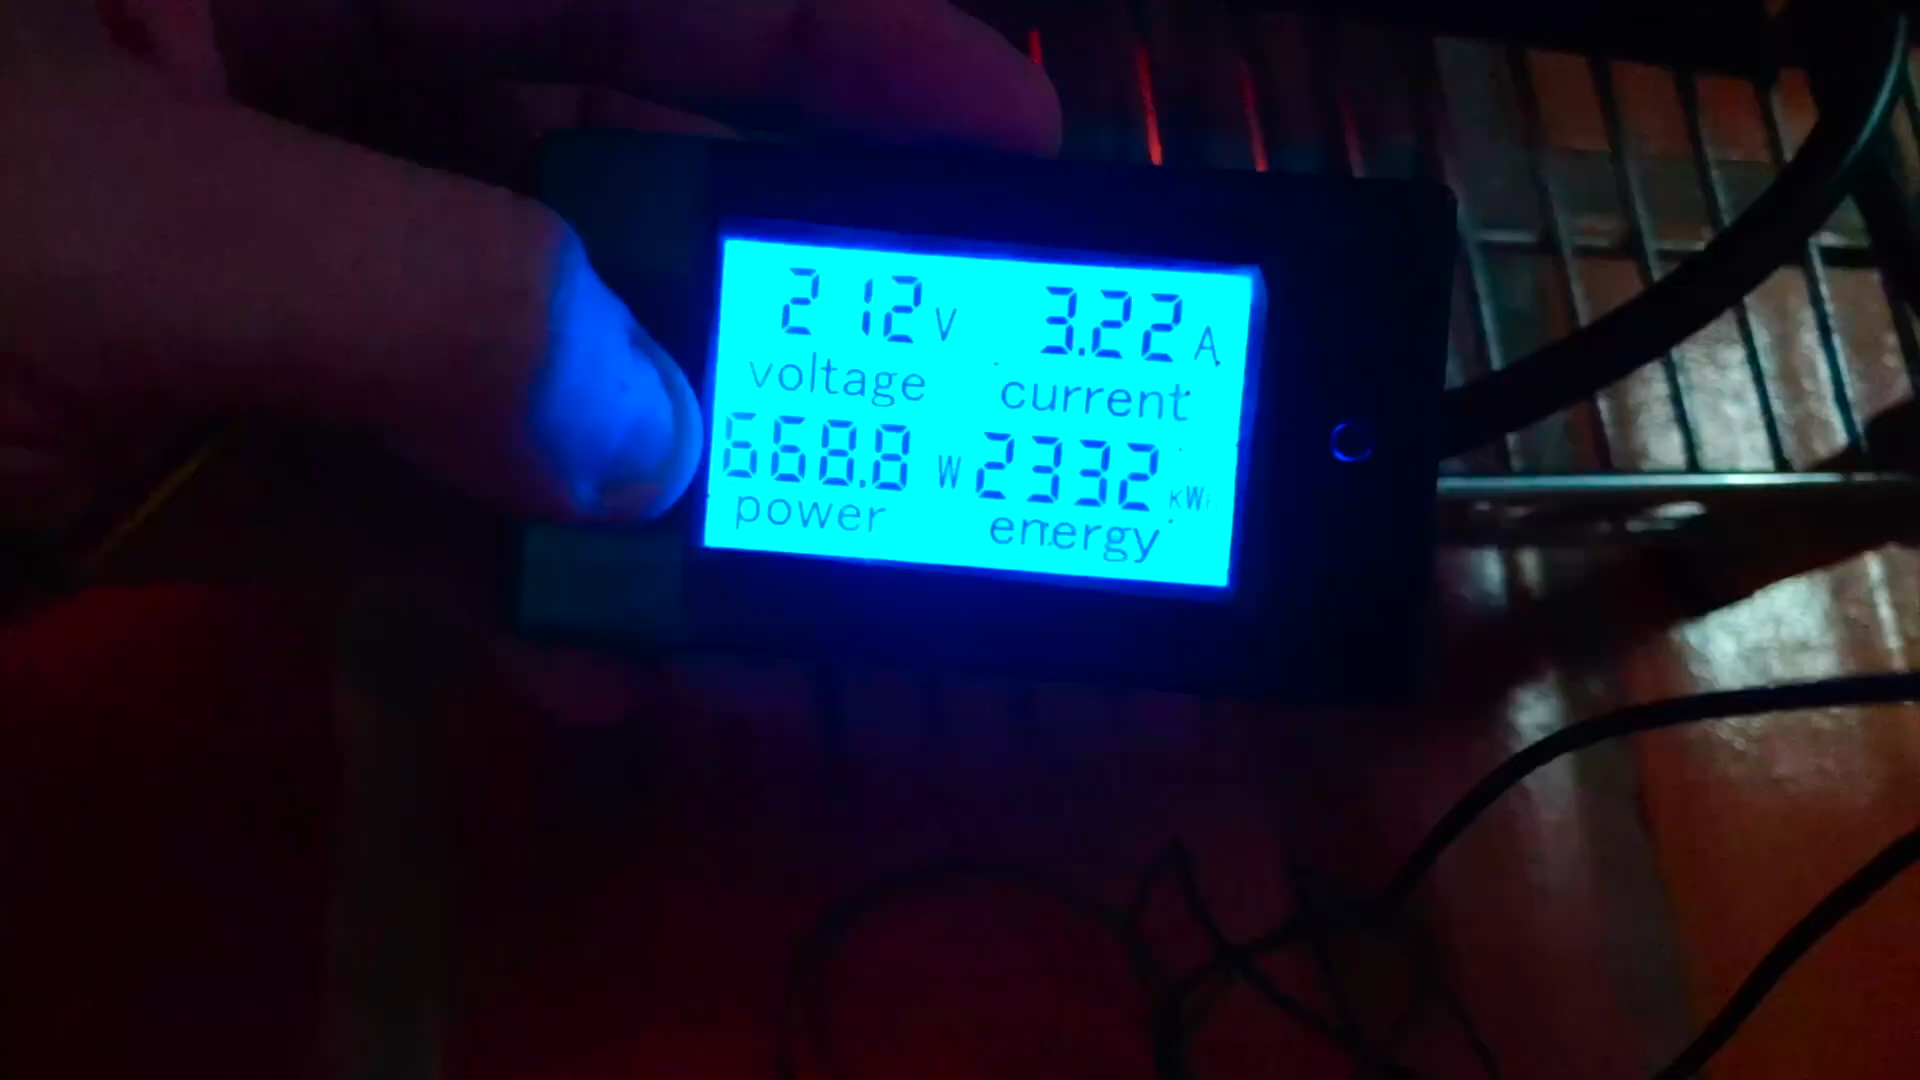 212V 3.22A
voltage current
668.8 W 2332 kWh
power energy